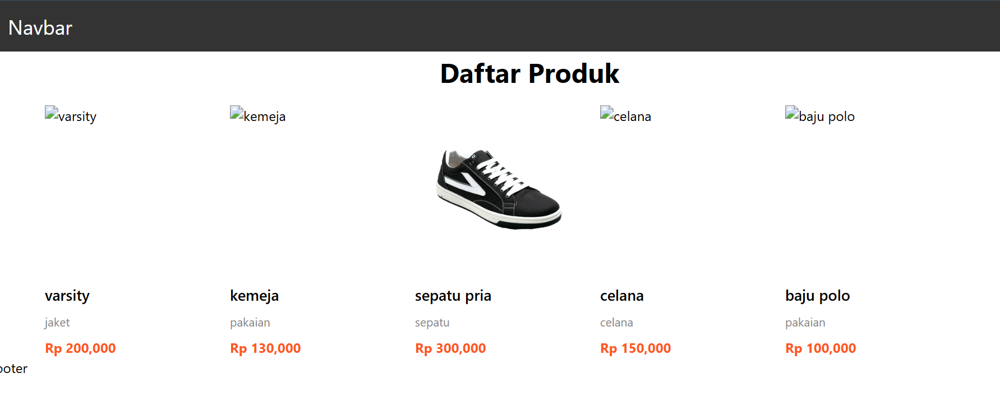 Navbar
Daftar Produk
varsity
kemeja
celana
baju polo
varsity
kemeja
sepatu pria
celana
baju polo
jaket
pakaian
sepatu
celana
pakaian
Rp 200,000
Rp 130,000
Rp 300,000
Rp 150,000
Rp 100,000
ooter